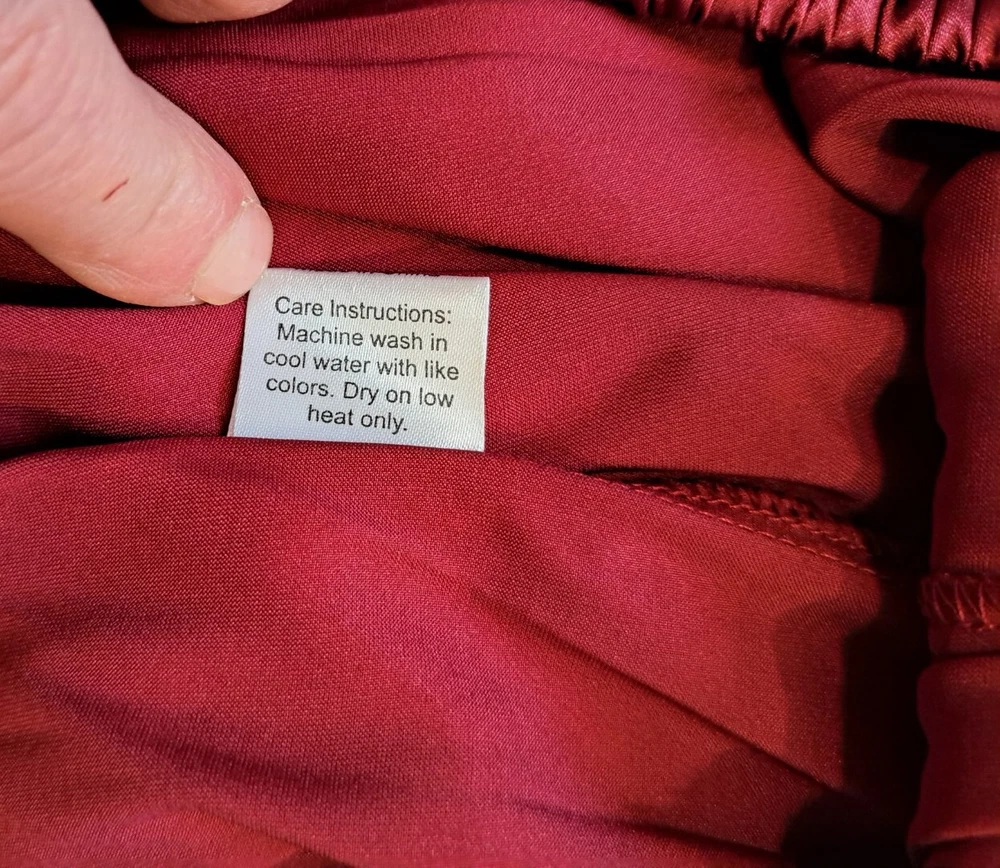 Care Instructions:
Machine wash in
cool water with like
colors. Dry on low
heat only.